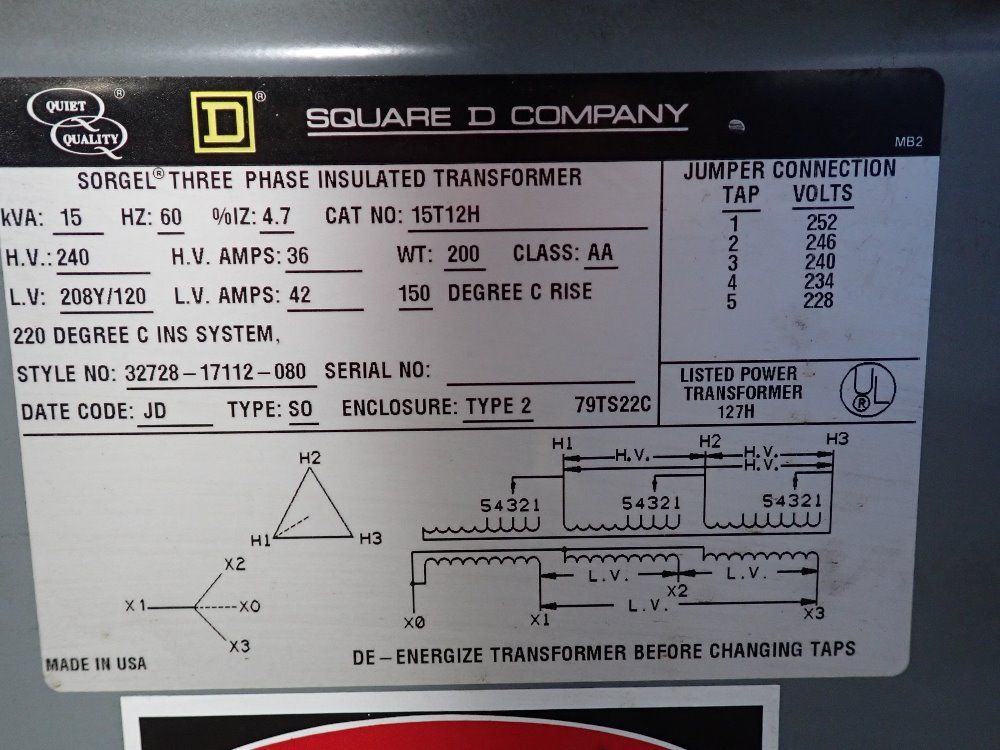 QUIET QUALITY ®
D ®
SQUARE D COMPANY
MB2
SORGEL® THREE PHASE INSULATED TRANSFORMER
kVA: 15 HZ: 60 %IZ: 4.7 CAT NO: 15T12H
H.V.: 240 H.V. AMPS: 36 WT: 200 CLASS: AA
L.V: 208Y/120 L.V. AMPS: 42 150 DEGREE C RISE
220 DEGREE C INS SYSTEM,
STYLE NO: 32728-17112-080 SERIAL NO:
DATE CODE: JD TYPE: SO ENCLOSURE: TYPE 2 79TS22C
JUMPER CONNECTION
TAP VOLTS
1 252
2 246
3 240
4 234
5 228
LISTED POWER
TRANSFORMER
127H
UL ®
H2
H1
H3
X2
X1
X0
X3
H1 H2 H3
H.V. H.V.
H.V.
54321 54321 54321
L.V. L.V.
X2
L.V.
X0 X1 X3
MADE IN USA
DE-ENERGIZE TRANSFORMER BEFORE CHANGING TAPS